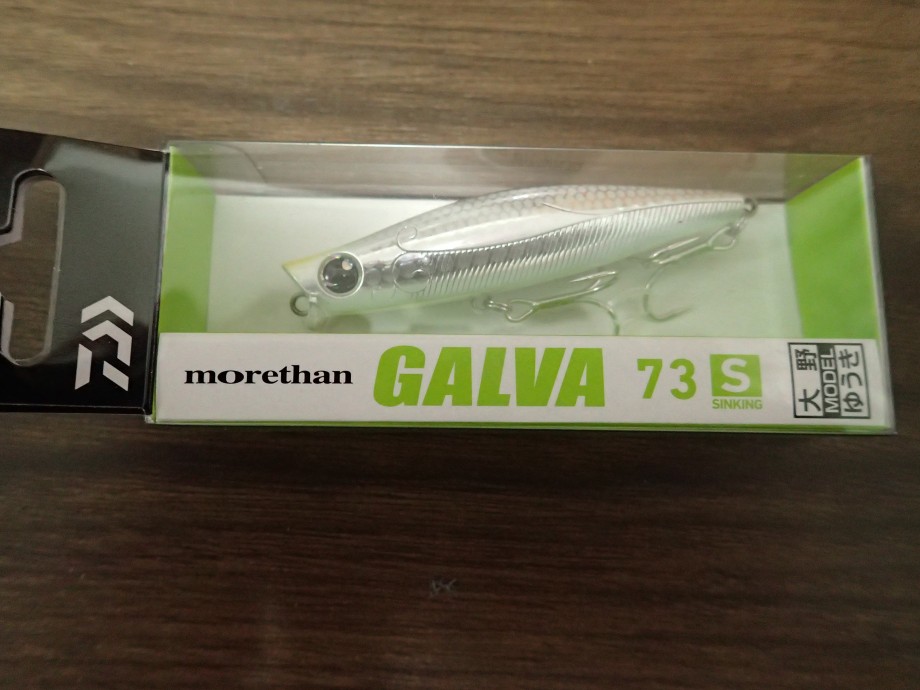 morethan GALVA 73 S
SINKING
大野
MODEL
ゆうき